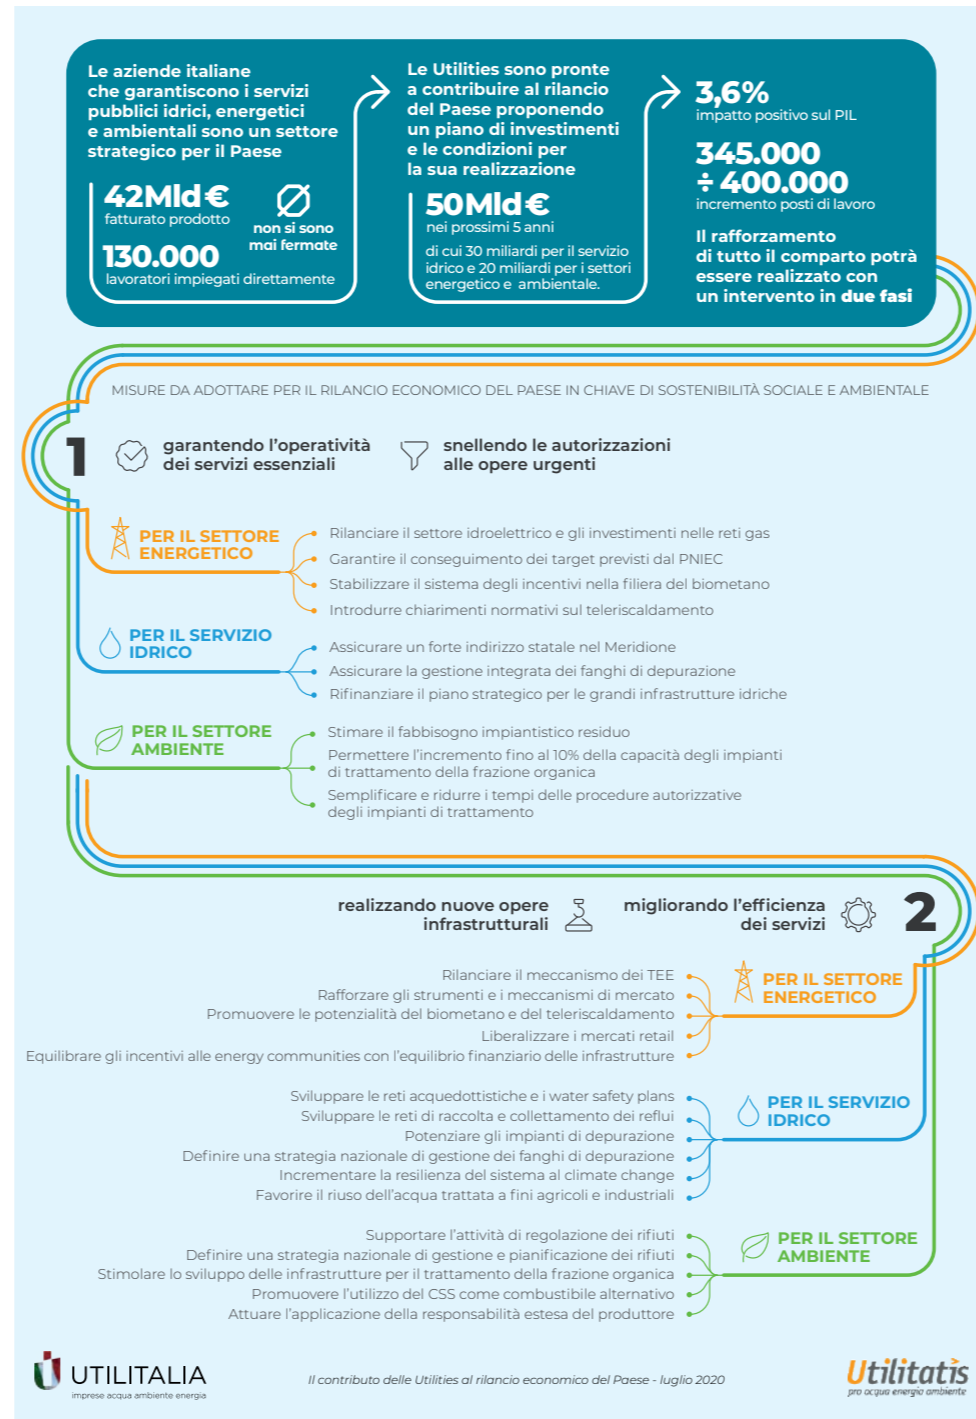 Le aziende italiane
che garantiscono i servizi
pubblici idrici, energetici
e ambientali sono un settore
strategico per il Paese
42Mld €
fatturato prodotto
non si sono
mai fermate
130.000
lavoratori impiegati direttamente
Le Utilities sono pronte
a contribuire al rilancio
del Paese proponendo
un piano di investimenti
e le condizioni per
la sua realizzazione
50Mld €
nei prossimi 5 anni
di cui 30 miliardi per il servizio
idrico e 20 miliardi per i settori
energetico e ambientale.
3,6%
impatto positivo sul PIL
345.000
÷ 400.000
incremento posti di lavoro
Il rafforzamento
di tutto il comparto potrà
essere realizzato con
un intervento in due fasi
MISURE DA ADOTTARE PER IL RILANCIO ECONOMICO DEL PAESE IN CHIAVE DI SOSTENIBILITÀ SOCIALE E AMBIENTALE
1
garantendo l'operatività
dei servizi essenziali
snellendo le autorizzazioni
alle opere urgenti
PER IL SETTORE
ENERGETICO
Rilanciare il settore idroelettrico e gli investimenti nelle reti gas
Garantire il conseguimento dei target previsti dal PNIEC
Stabilizzare il sistema degli incentivi nella filiera del biometano
Introdurre chiarimenti normativi sul teleriscaldamento
PER IL SERVIZIO
IDRICO
Assicurare un forte indirizzo statale nel Meridione
Assicurare la gestione integrata dei fanghi di depurazione
Rifinanziare il piano strategico per le grandi infrastrutture idriche
PER IL SETTORE
AMBIENTE
Stimare il fabbisogno impiantistico residuo
Permettere l'incremento fino al 10% della capacità degli impianti
di trattamento della frazione organica
Semplificare e ridurre i tempi delle procedure autorizzative
degli impianti di trattamento
realizzando nuove opere
infrastrutturali
migliorando l'efficienza
dei servizi
2
Rilanciare il meccanismo dei TEE
Rafforzare gli strumenti e i meccanismi di mercato
Promuovere le potenzialità del biometano e del teleriscaldamento
Liberalizzare i mercati retail
Equilibrare gli incentivi alle energy communities con l'equilibrio finanziario delle infrastrutture
PER IL SETTORE
ENERGETICO
Sviluppare le reti acquedottistiche e i water safety plans
Sviluppare le reti di raccolta e collettamento dei reflui
Potenziare gli impianti di depurazione
Definire una strategia nazionale di gestione dei fanghi di depurazione
Incrementare la resilienza del sistema al climate change
Favorire il riuso dell'acqua trattata a fini agricoli e industriali
PER IL SERVIZIO
IDRICO
Supportare l'attività di regolazione dei rifiuti
Definire una strategia nazionale di gestione e pianificazione dei rifiuti
Stimolare lo sviluppo delle infrastrutture per il trattamento della frazione organica
Promuovere l'utilizzo del CSS come combustibile alternativo
Attuare l'applicazione della responsabilità estesa del produttore
PER IL SETTORE
AMBIENTE
UTILITALIA
imprese acqua ambiente energia
Il contributo delle Utilities al rilancio economico del Paese - luglio 2020
Utilitatis
pro acqua energia ambiente